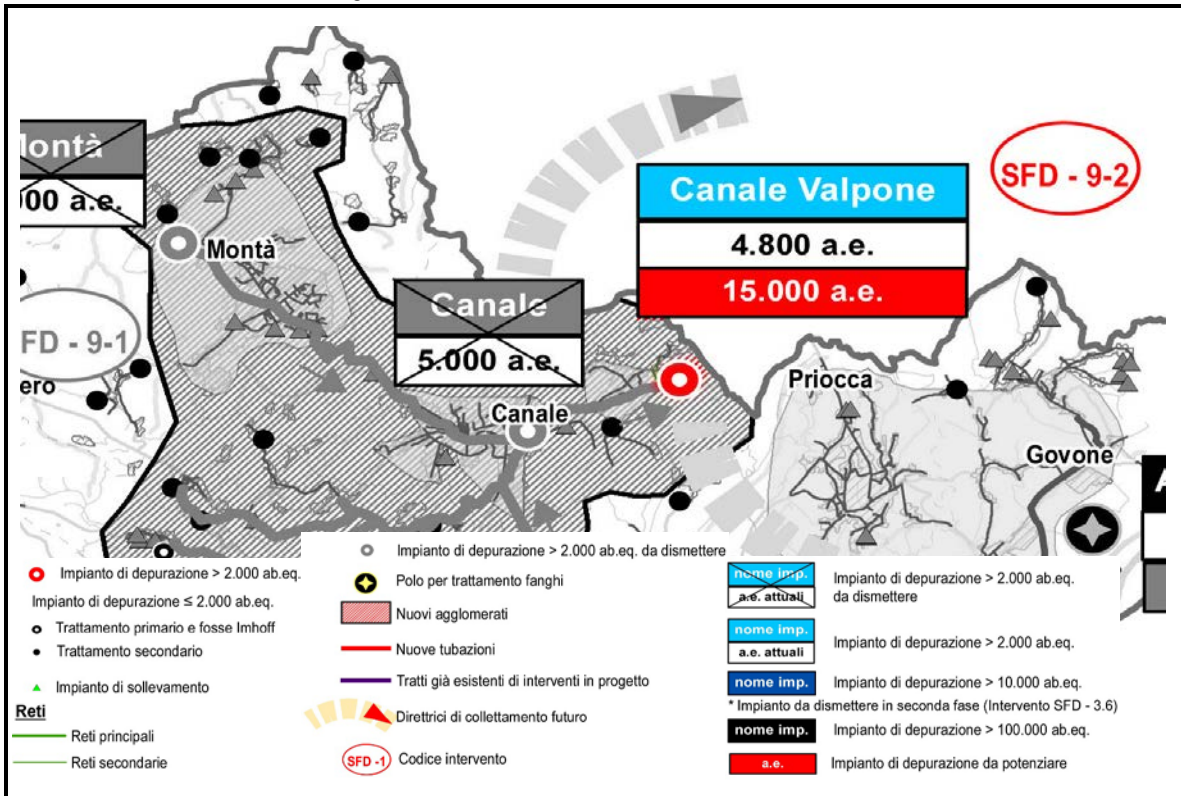 Montà
000 a.e.
Montà
SFD - 9-1
ero
Canale
5.000 a.e.
Canale
Canale Valpone
4.800 a.e.
15.000 a.e.
SFD - 9-2
Priocca
Govone
A
Impianto di depurazione > 2.000 ab.eq.
Impianto di depurazione ≤ 2.000 ab.eq.
Trattamento primario e fosse Imhoff
Trattamento secondario
Impianto di sollevamento
Reti
Reti principali
Reti secondarie
Impianto di depurazione > 2.000 ab.eq. da dismettere
Polo per trattamento fanghi
Nuovi agglomerati
Nuove tubazioni
Tratti già esistenti di interventi in progetto
Direttrici di collettamento futuro
SFD -1 Codice intervento
nome imp.
a.e. attuali
Impianto di depurazione > 2.000 ab.eq.
da dismettere
nome imp.
a.e. attuali
Impianto di depurazione > 2.000 ab.eq.
nome imp. Impianto di depurazione > 10.000 ab.eq.
* Impianto da dismettere in seconda fase (Intervento SFD - 3.6)
nome imp. Impianto di depurazione > 100.000 ab.eq.
a.e. Impianto di depurazione da potenziare